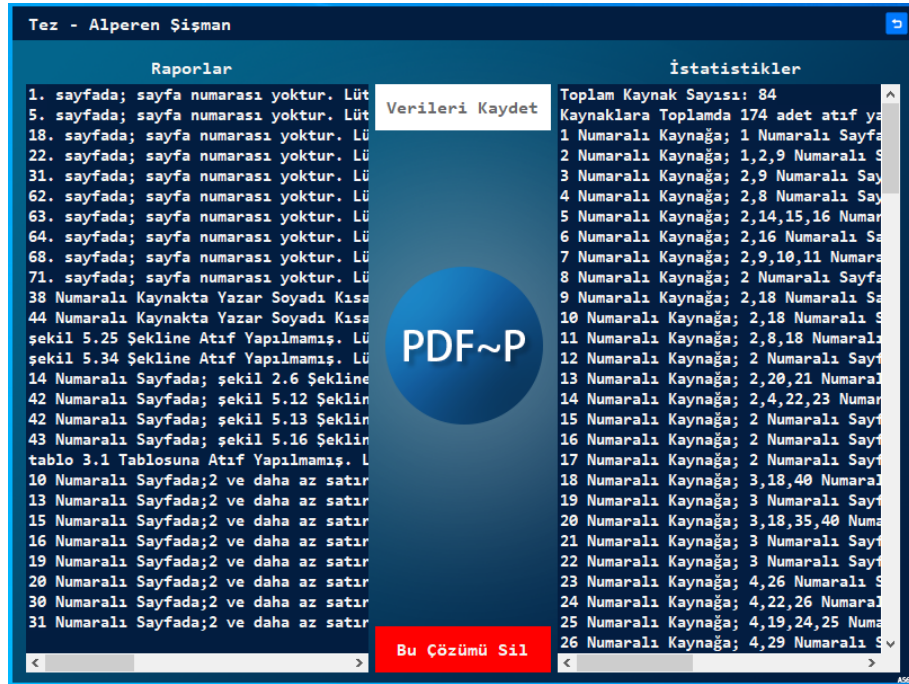 Tez - Alperen Şişman
Raporlar
1. sayfada; sayfa numarası yoktur. Lüt
5. sayfada; sayfa numarası yoktur. Lüt
18. sayfada; sayfa numarası yoktur. Lü
22. sayfada; sayfa numarası yoktur. Lü
31. sayfada; sayfa numarası yoktur. Lü
62. sayfada; sayfa numarası yoktur. Lü
63. sayfada; sayfa numarası yoktur. Lü
64. sayfada; sayfa numarası yoktur. Lü
68. sayfada; sayfa numarası yoktur. Lü
71. sayfada; sayfa numarası yoktur. Lü
38 Numaralı Kaynakta Yazar Soyadı Kısa
44 Numaralı Kaynakta Yazar Soyadı Kısa
şekil 5.25 Şekline Atıf Yapılmamış. Lü
şekil 5.34 Şekline Atıf Yapılmamış. Lü
14 Numaralı Sayfada; şekil 2.6 Şekline
42 Numaralı Sayfada; şekil 5.12 Şeklin
42 Numaralı Sayfada; şekil 5.13 Şeklin
43 Numaralı Sayfada; şekil 5.16 Şeklin
tablo 3.1 Tablosuna Atıf Yapılmamış. L
10 Numaralı Sayfada;2 ve daha az satır
13 Numaralı Sayfada;2 ve daha az satır
15 Numaralı Sayfada;2 ve daha az satır
16 Numaralı Sayfada;2 ve daha az satır
19 Numaralı Sayfada;2 ve daha az satır
20 Numaralı Sayfada;2 ve daha az satır
30 Numaralı Sayfada;2 ve daha az satır
31 Numaralı Sayfada;2 ve daha az satır
Verileri Kaydet
PDF~P
Bu Çözümü Sil
İstatistikler
Toplam Kaynak Sayısı: 84
Kaynaklara Toplamda 174 adet atıf ya
1 Numaralı Kaynağa; 1 Numaralı Sayfa
2 Numaralı Kaynağa; 1,2,9 Numaralı S
3 Numaralı Kaynağa; 2,9 Numaralı Say
4 Numaralı Kaynağa; 2,8 Numaralı Say
5 Numaralı Kaynağa; 2,14,15,16 Numar
6 Numaralı Kaynağa; 2,16 Numaralı Sa
7 Numaralı Kaynağa; 2,9,10,11 Numara
8 Numaralı Kaynağa; 2 Numaralı Sayfa
9 Numaralı Kaynağa; 2,18 Numaralı Sa
10 Numaralı Kaynağa; 2,18 Numaralı S
11 Numaralı Kaynağa; 2,8,18 Numaralı
12 Numaralı Kaynağa; 2 Numaralı Sayf
13 Numaralı Kaynağa; 2,20,21 Numaral
14 Numaralı Kaynağa; 2,4,22,23 Numar
15 Numaralı Kaynağa; 2 Numaralı Sayf
16 Numaralı Kaynağa; 2 Numaralı Sayf
17 Numaralı Kaynağa; 2 Numaralı Sayf
18 Numaralı Kaynağa; 3,18,40 Numaral
19 Numaralı Kaynağa; 3 Numaralı Sayf
20 Numaralı Kaynağa; 3,18,35,40 Numa
21 Numaralı Kaynağa; 3 Numaralı Sayf
22 Numaralı Kaynağa; 3 Numaralı Sayf
23 Numaralı Kaynağa; 4,26 Numaralı S
24 Numaralı Kaynağa; 4,22,26 Numaral
25 Numaralı Kaynağa; 4,19,24,25 Numa
26 Numaralı Kaynağa; 4,29 Numaralı S